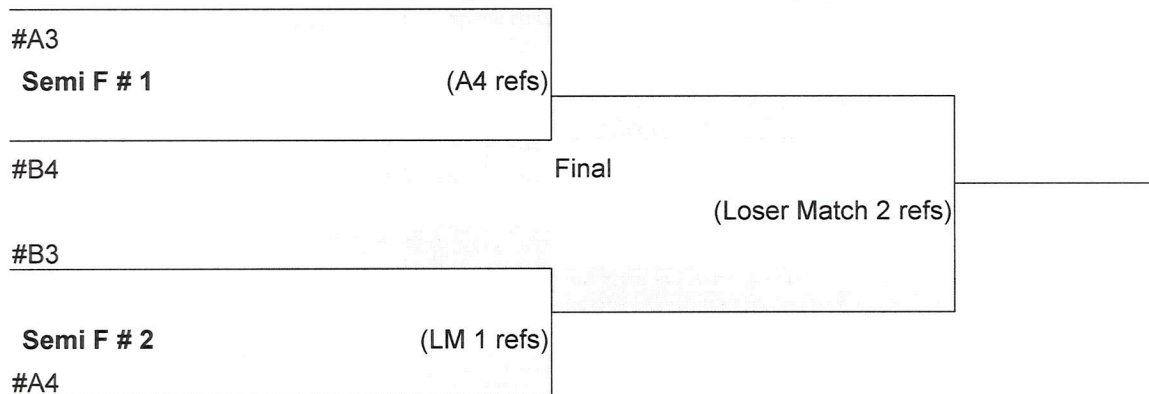 #A3
Semi F # 1 (A4 refs)
#B4 Final
(Loser Match 2 refs)
#B3
Semi F # 2 (LM 1 refs)
#A4